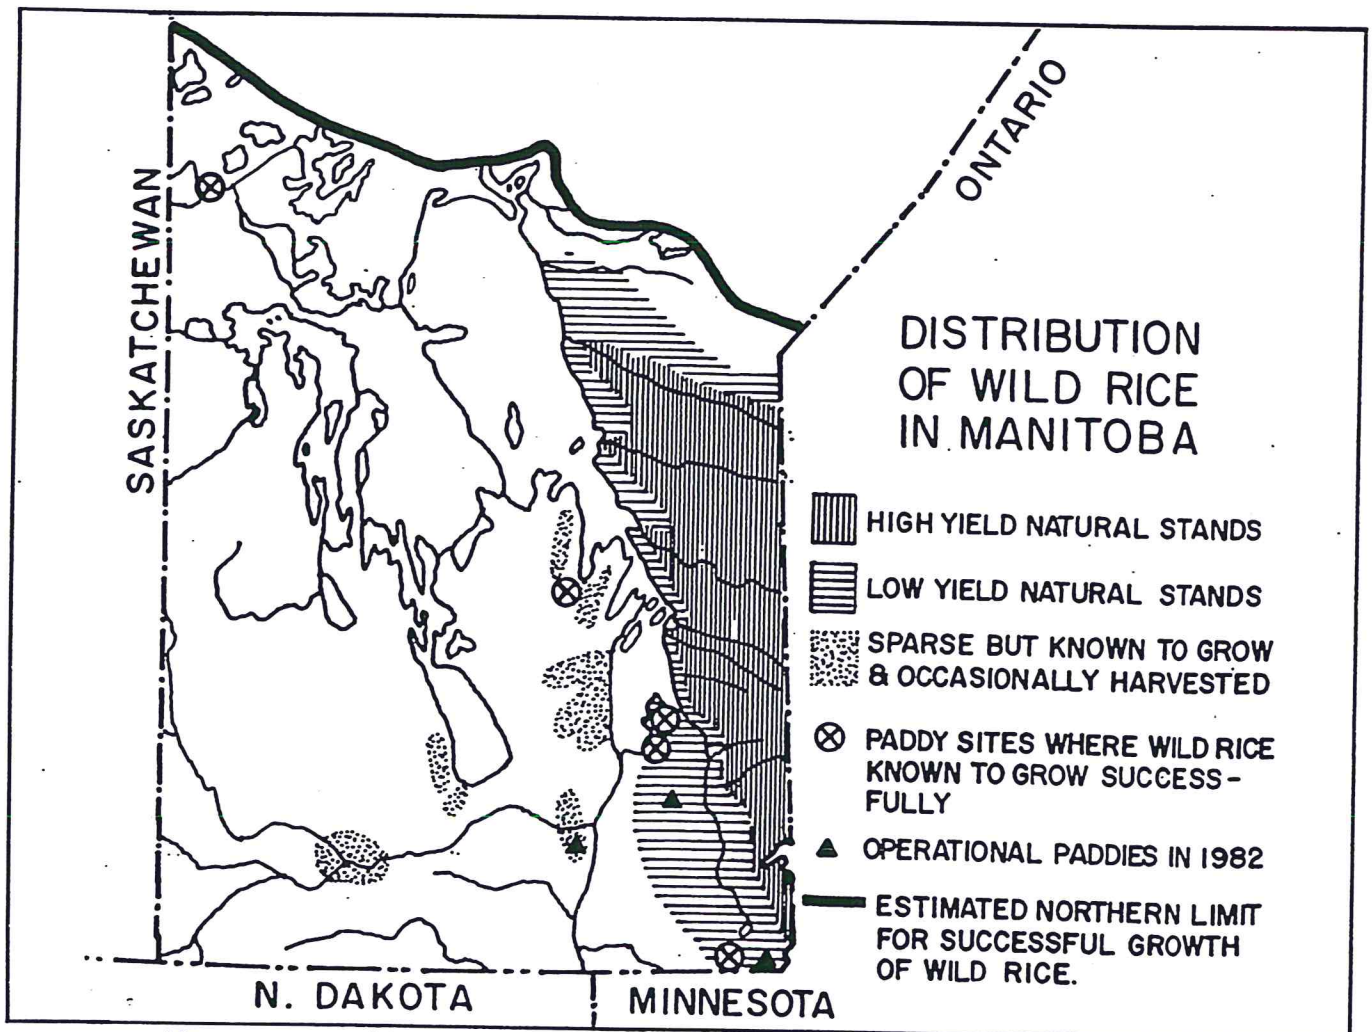 SASKATCHEWAN
ONTARIO
DISTRIBUTION
OF WILD RICE
IN MANITOBA
HIGH YIELD NATURAL STANDS
LOW YIELD NATURAL STANDS
SPARSE BUT KNOWN TO GROW
& OCCASIONALLY HARVESTED
PADDY SITES WHERE WILD RICE
KNOWN TO GROW SUCCESS-
FULLY
OPERATIONAL PADDIES IN 1982
ESTIMATED NORTHERN LIMIT
FOR SUCCESSFUL GROWTH
OF WILD RICE.
N. DAKOTA
MINNESOTA